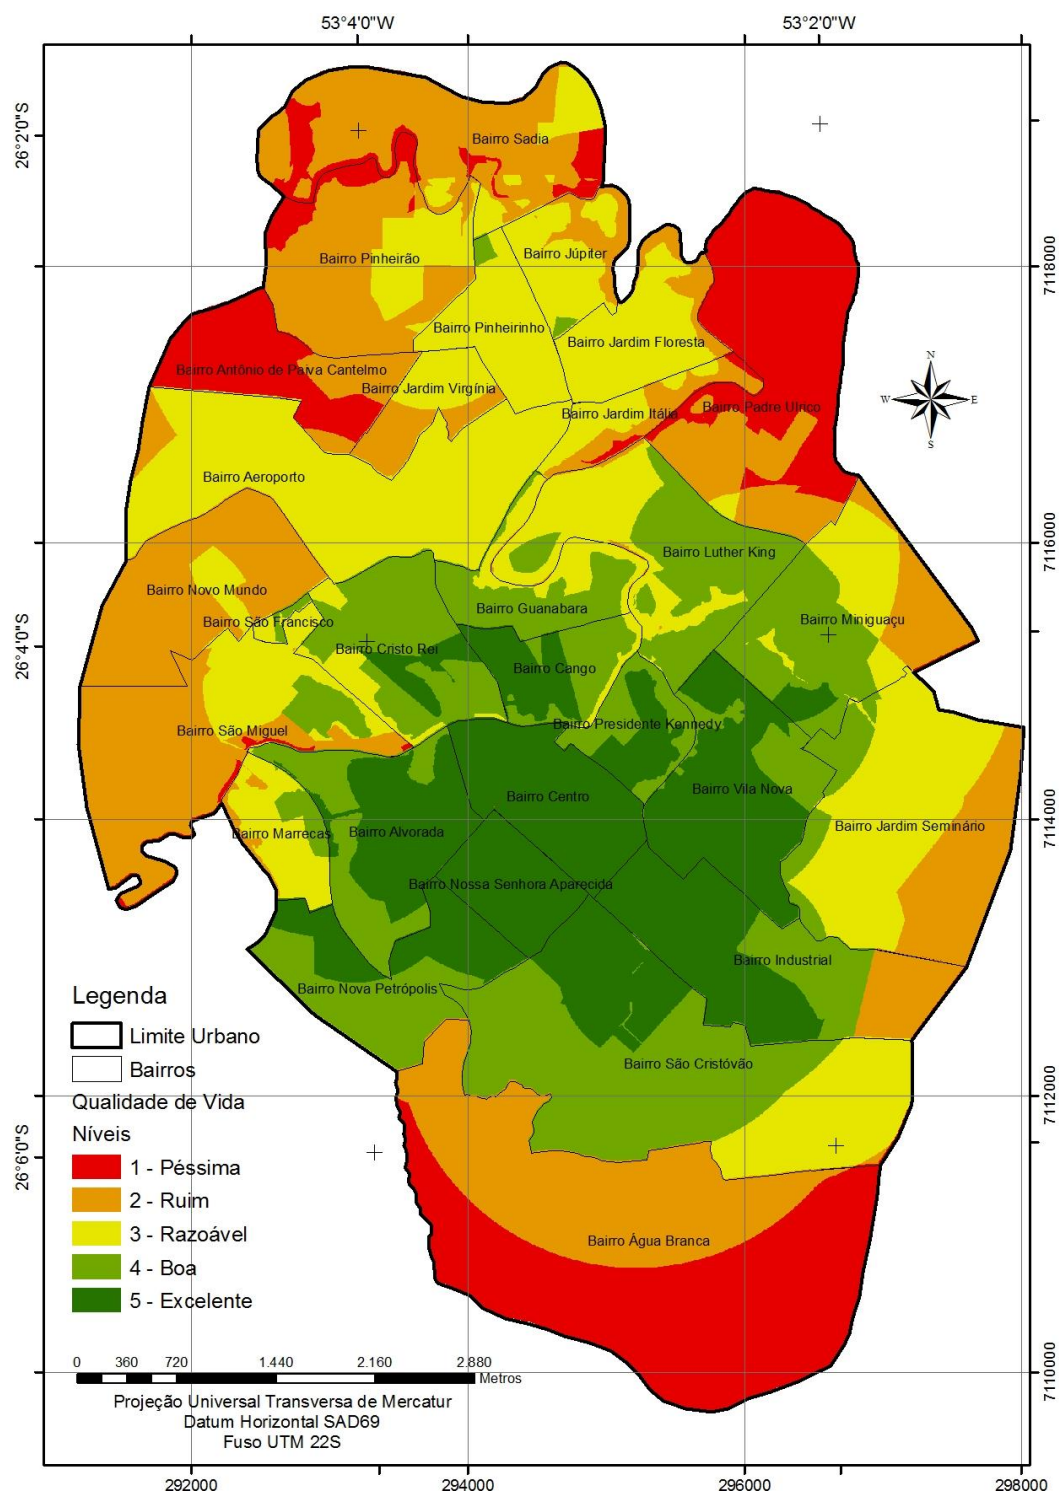 53°4'0"W
53°2'0"W
26°2'0"S
Bairro Sadia
Bairro Júpiter
Bairro Pinheirão
7118000
Bairro Pinheirinho
Bairro Jardim Floresta
N
W
E
S
Bairro Antônio de Paiva Cantelmo
Bairro Jardim Virgínia
Bairro Jardim Itália
Bairro Padre Ulrico
Bairro Aeroporto
7116000
Bairro Luther King
Bairro Novo Mundo
Bairro Guanabara
Bairro São Francisco
Bairro Miniguaçu
26°4'0"S
Bairro Cristo Rei
Bairro Cango
Bairro Presidente Kennedy
Bairro São Miguel
Bairro Vila Nova
Bairro Centro
7114000
Bairro Marrecas
Bairro Alvorada
Bairro Jardim Seminário
Bairro Nossa Senhora Aparecida
Bairro Industrial
Bairro Nova Petrópolis
Bairro São Cristóvão
7112000
26°6'0"S
Bairro Água Branca
7110000
Legenda
Limite Urbano
Bairros
Qualidade de Vida
Níveis
1 - Péssima
2 - Ruim
3 - Razoável
4 - Boa
5 - Excelente
0 360 720 1.440 2.160 2.880
Metros
Projeção Universal Transversa de Mercatur
Datum Horizontal SAD69
Fuso UTM 22S
292000 294000 296000 298000